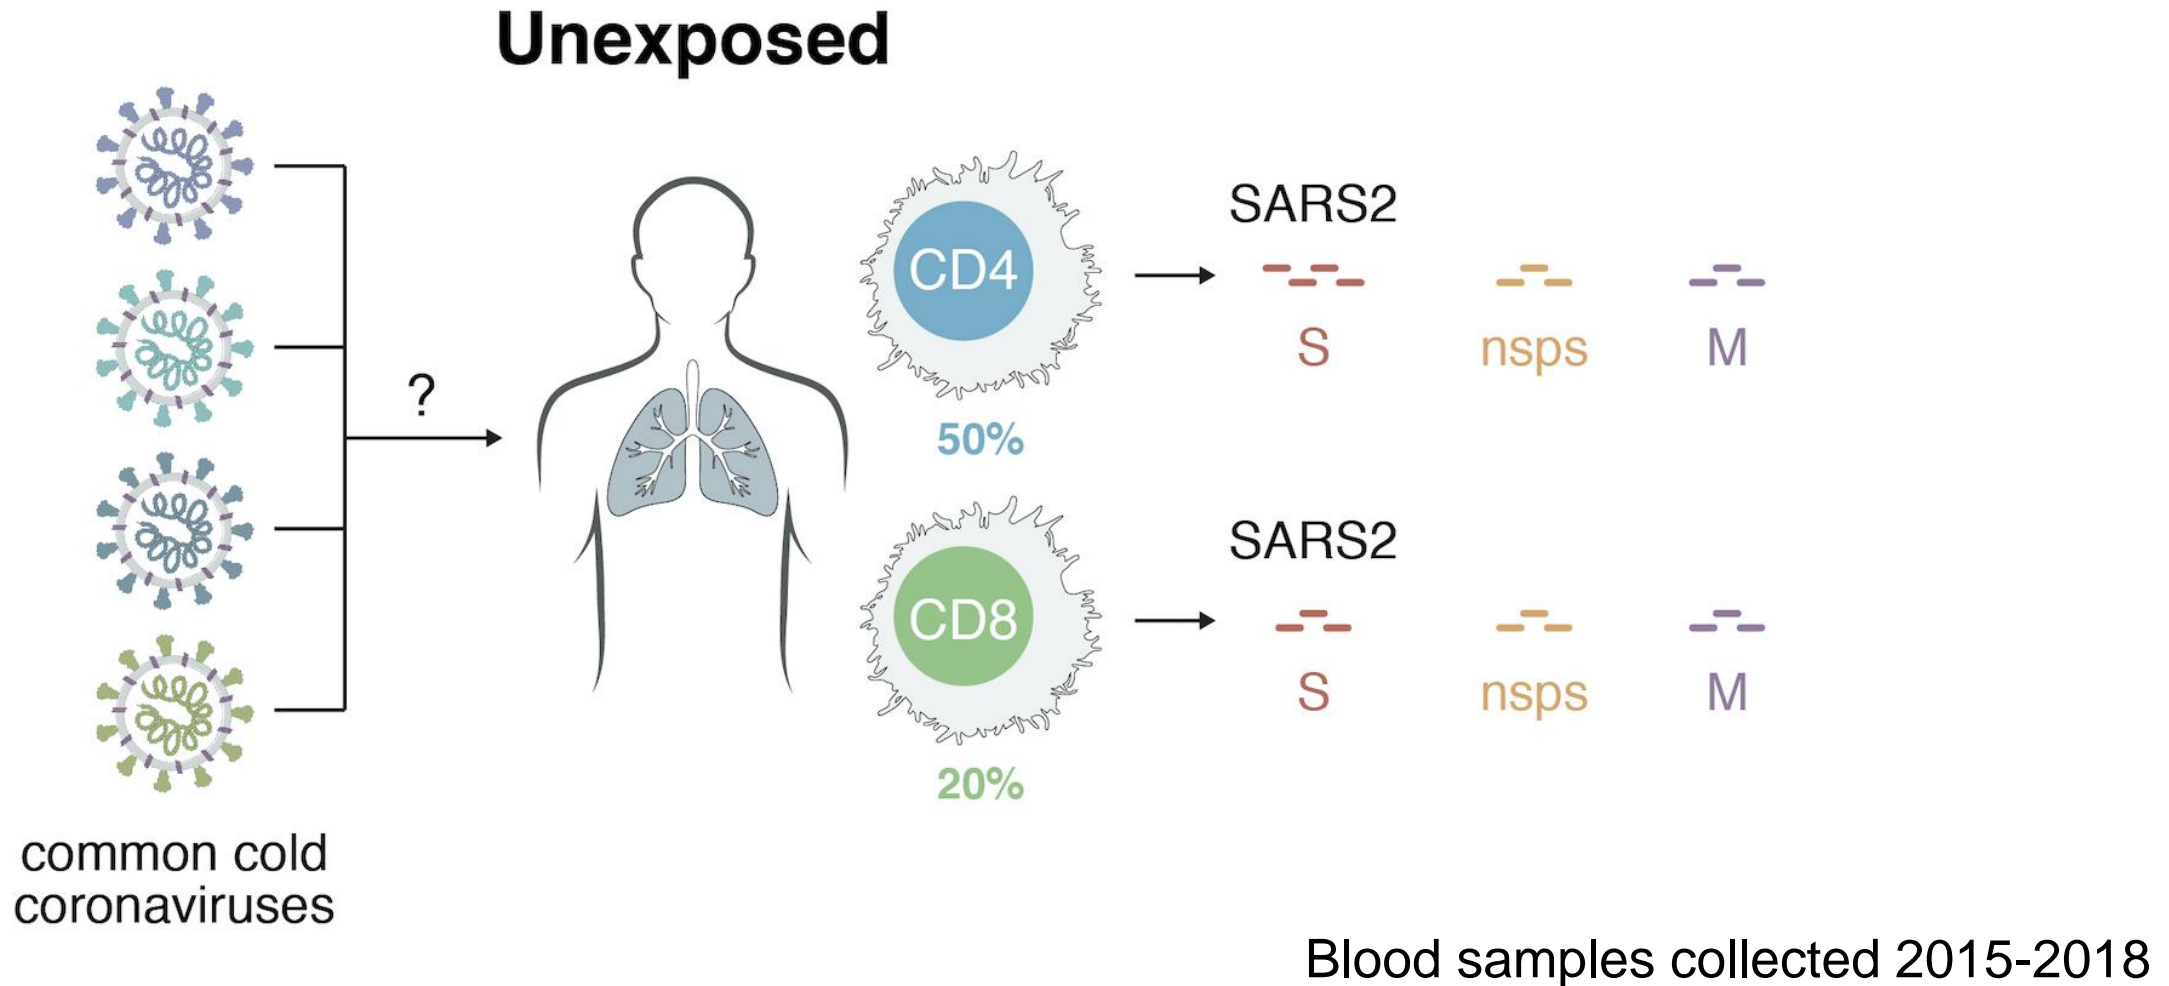 Unexposed
?
common cold
coronaviruses
CD4
50%
SARS2
S nsps M
CD8
20%
SARS2
S nsps M
Blood samples collected 2015-2018